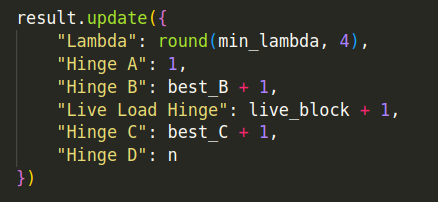 result.update({
"Lambda": round(min_lambda, 4),
"Hinge A": 1,
"Hinge B": best_B + 1,
"Live Load Hinge": live_block + 1,
"Hinge C": best_C + 1,
"Hinge D": n
})